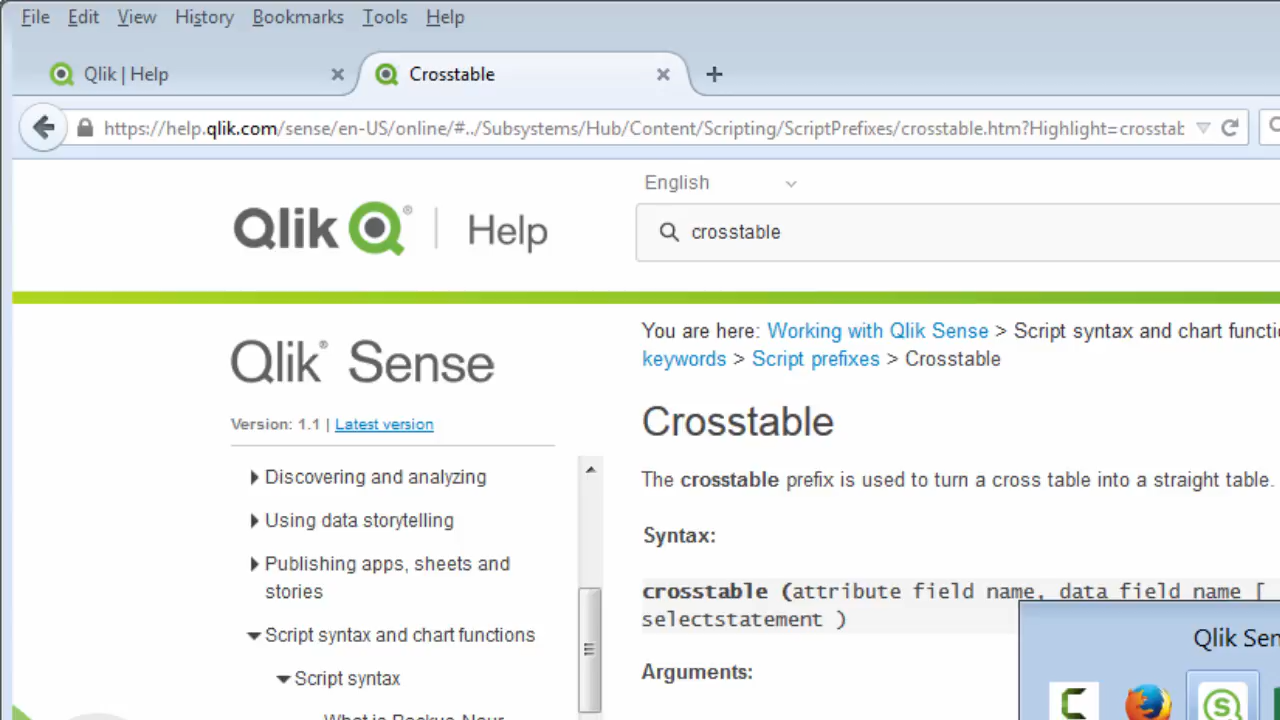 File Edit View History Bookmarks Tools Help
Qlik | Help Crosstable
https://help.qlik.com/sense/en-US/online/#../Subsystems/Hub/Content/Scripting/ScriptPrefixes/crosstable.htm?Highlight=crosstab
English
Qlik Help
crosstable
You are here: Working with Qlik Sense > Script syntax and chart functi
keywords > Script prefixes > Crosstable
Qlik Sense
Version: 1.1 | Latest version
Crosstable
Discovering and analyzing
The crosstable prefix is used to turn a cross table into a straight table.
Using data storytelling
Syntax:
Publishing apps, sheets and
stories
crosstable (attribute field name, data field name [
selectstatement )
Script syntax and chart functions
Qlik Sen
Arguments:
Script syntax
What is Backus-Naur